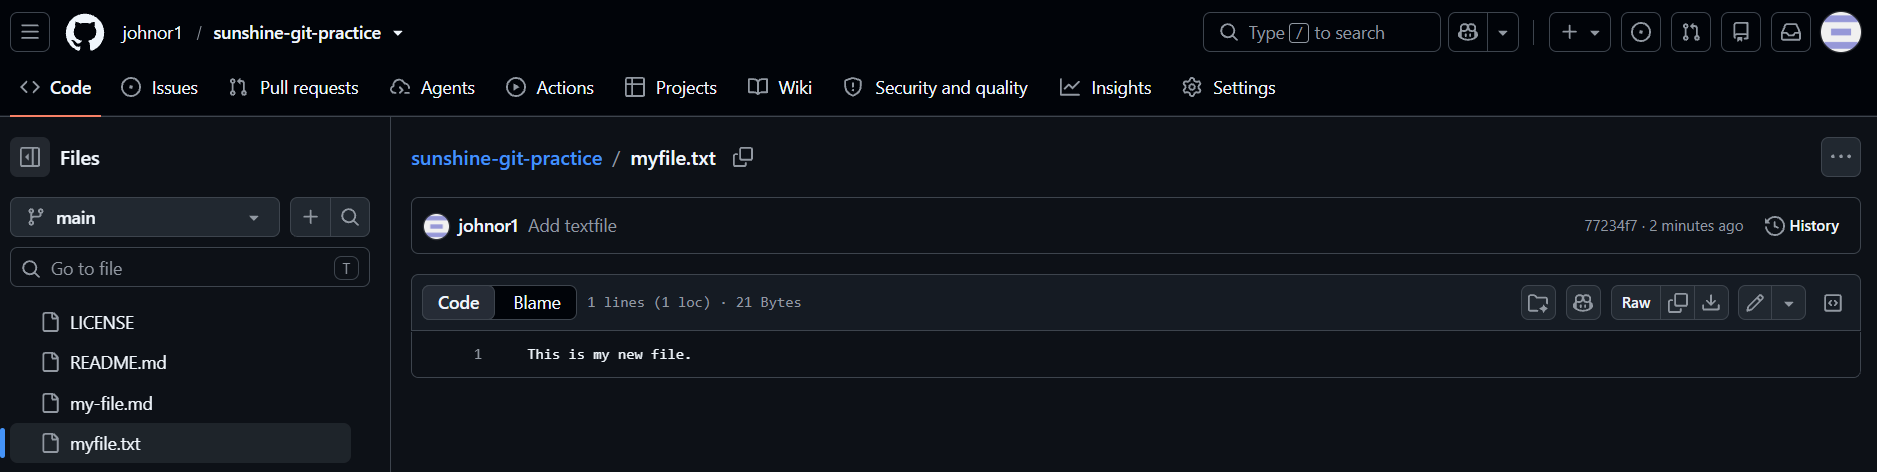 johnor1 / sunshine-git-practice
Type / to search
Code Issues Pull requests Agents Actions Projects Wiki Security and quality Insights Settings
Files
main
Go to file T
LICENSE
README.md
my-file.md
myfile.txt
sunshine-git-practice / myfile.txt
johnor1 Add textfile 77234f7 · 2 minutes ago History
Code Blame 1 lines (1 loc) · 21 Bytes Raw
1 This is my new file.